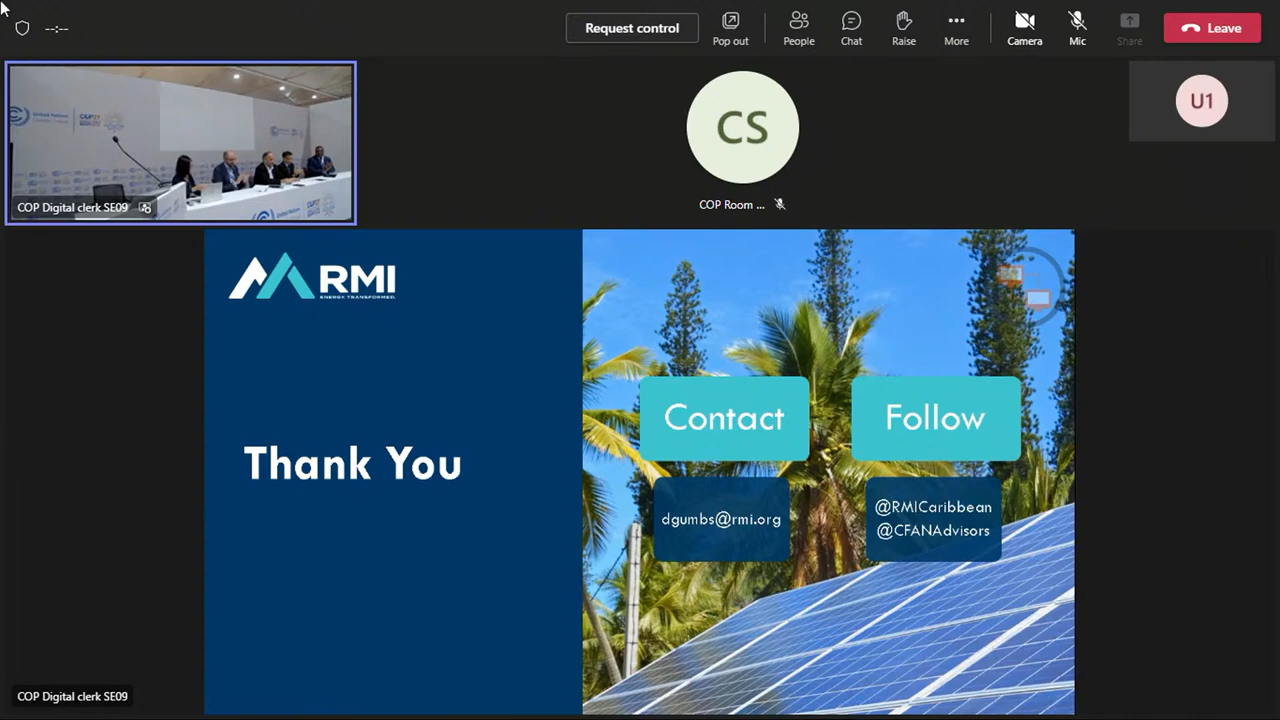 --:--
Request control
Pop out
People
Chat
Raise
More
Camera
Mic
Share
Leave
COP27
COP Digital clerk SE09
CS
COP Room ...
U1
RMI
ENERGY TRANSFORMED.
Thank You
Contact
Follow
dgumbs@rmi.org
@RMICaribbean
@CFANAdvisors
COP Digital clerk SE09